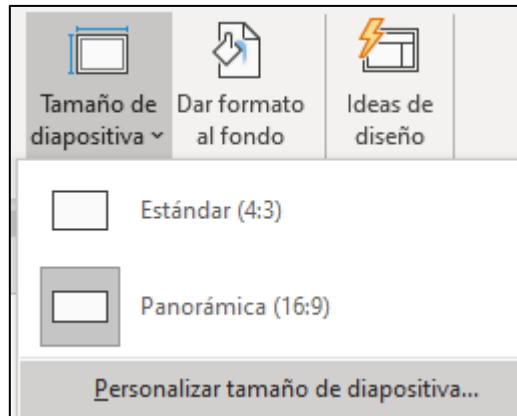 Tamaño de diapositiva
Dar formato al fondo
Ideas de diseño
Estándar (4:3)
Panorámica (16:9)
Personalizar tamaño de diapositiva...